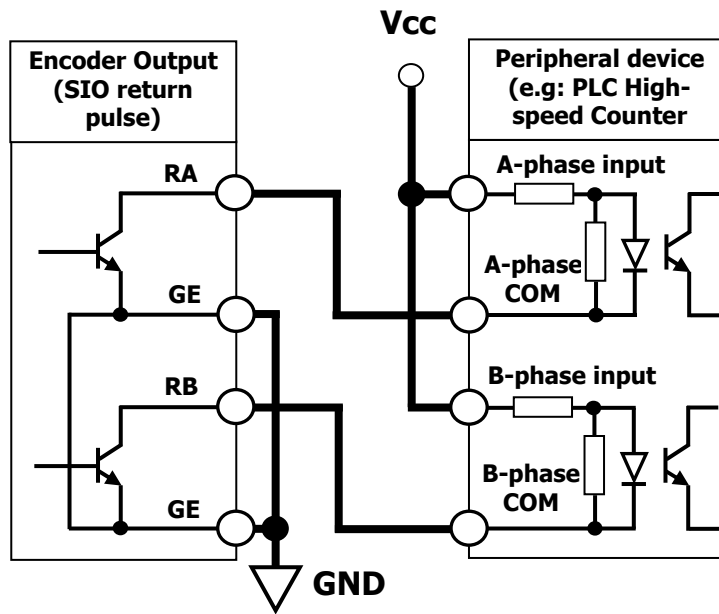 Vcc
Encoder Output
(SIO return
pulse)
Peripheral device
(e.g: PLC High-
speed Counter
RA
GE
RB
GE
GND
A-phase input
A-phase
COM
B-phase input
B-phase
COM